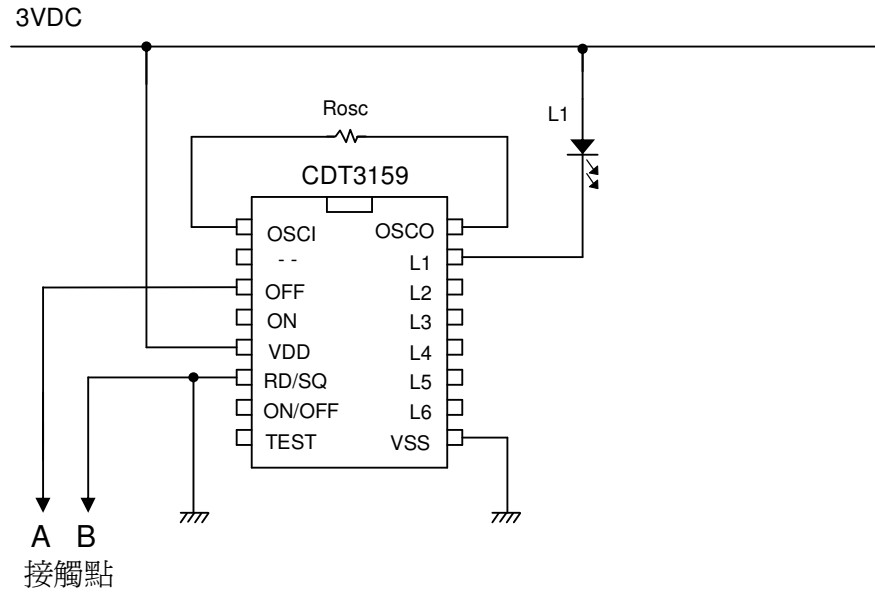 3VDC
Rosc
L1
CDT3159
OSCI
OSCO
- -
L1
OFF
L2
ON
L3
VDD
L4
RD/SQ
L5
ON/OFF
L6
TEST
VSS
A B
接觸點